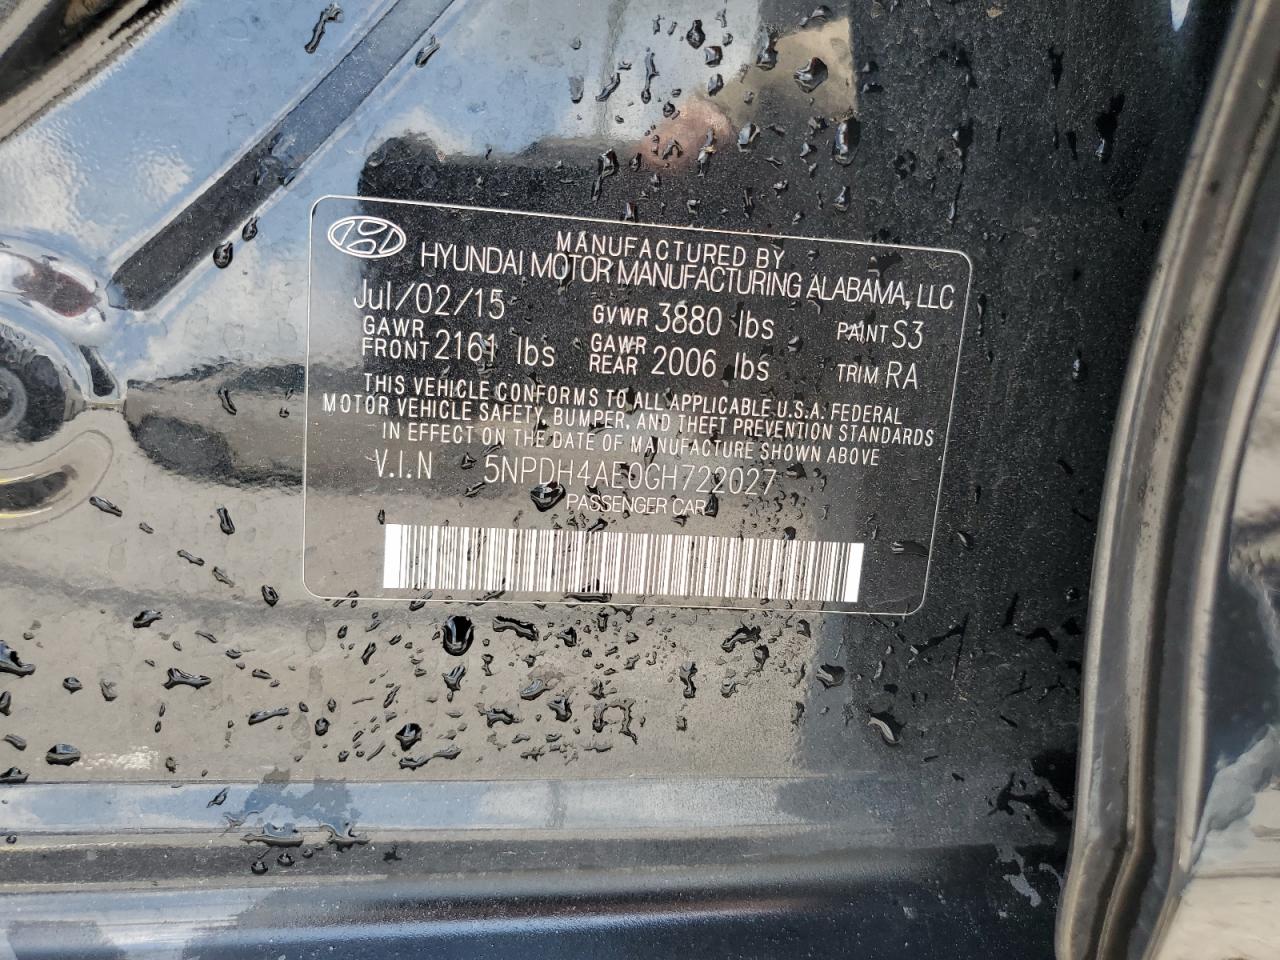 MANUFACTURED BY
HYUNDAI MOTOR MANUFACTURING ALABAMA, LLC
Jul/02/15 GVWR 3880 lbs PAINT S3
GAWR FRONT 2161 lbs GAWR REAR 2006 lbs TRIM RA
THIS VEHICLE CONFORMS TO ALL APPLICABLE U.S.A. FEDERAL
MOTOR VEHICLE SAFETY, BUMPER, AND THEFT PREVENTION STANDARDS
IN EFFECT ON THE DATE OF MANUFACTURE SHOWN ABOVE
V.I.N 5NPDH4AE0GH722027
PASSENGER CAR